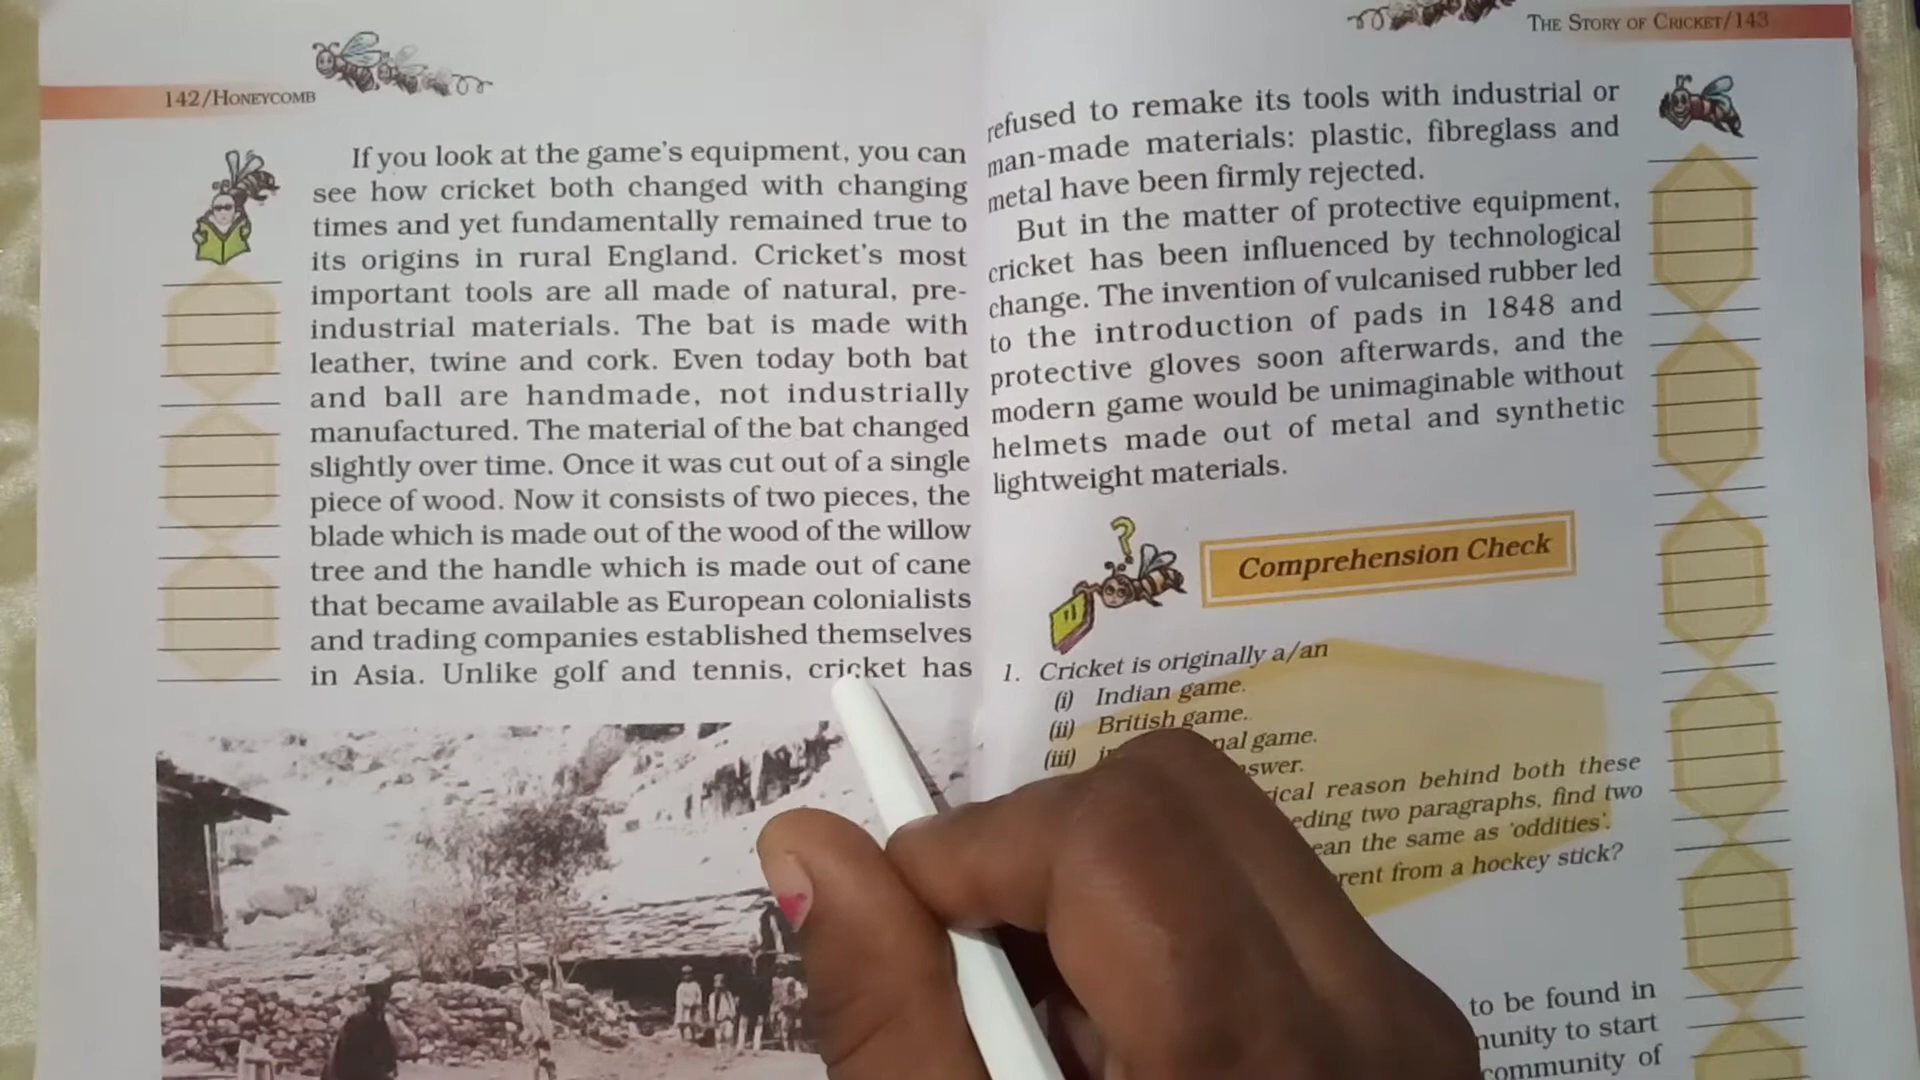 142/HONEYCOMB
If you look at the game's equipment, you can
see how cricket both changed with changing
times and yet fundamentally remained true to
its origins in rural England. Cricket's most
important tools are all made of natural, pre-
industrial materials. The bat is made with
leather, twine and cork. Even today both bat
and ball are handmade, not industrially
manufactured. The material of the bat changed
slightly over time. Once it was cut out of a single
piece of wood. Now it consists of two pieces, the
blade which is made out of the wood of the willow
tree and the handle which is made out of cane
that became available as European colonialists
and trading companies established themselves
in Asia. Unlike golf and tennis, cricket has
THE STORY OF CRICKET/143
refused to remake its tools with industrial or
man-made materials: plastic, fibreglass and
metal have been firmly rejected.
But in the matter of protective equipment,
cricket has been influenced by technological
change. The invention of vulcanised rubber led
to the introduction of pads in 1848 and
protective gloves soon afterwards, and the
modern game would be unimaginable without
helmets made out of metal and synthetic
lightweight materials.
?
Comprehension Check
1. Cricket is originally a/an
(i) Indian game.
(ii) British game.
(iii) game.
reason behind both these
two paragraphs, find two
the same as 'oddities'.
from a hockey stick?
to be found in
to start
community of